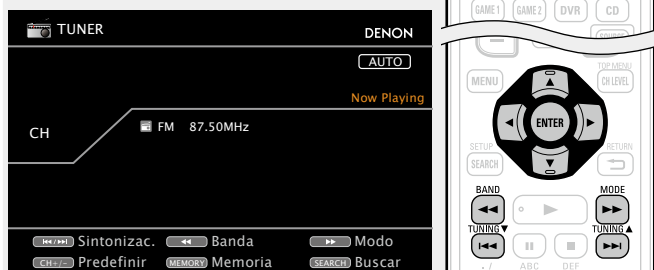 TUNER
DENON
AUTO
Now Playing
CH
FM 87.50MHz
Sintonizac.
Banda
Modo
CH+/- Predefinir
MEMORY Memoria
SEARCH Buscar
GAME 1
GAME 2
DVR
CD
SOURCE
TOP MENU
MENU
CH LEVEL
ENTER
SETUP
RETURN
SEARCH
BAND
MODE
TUNING▼
TUNING▲
./
ABC
DEF